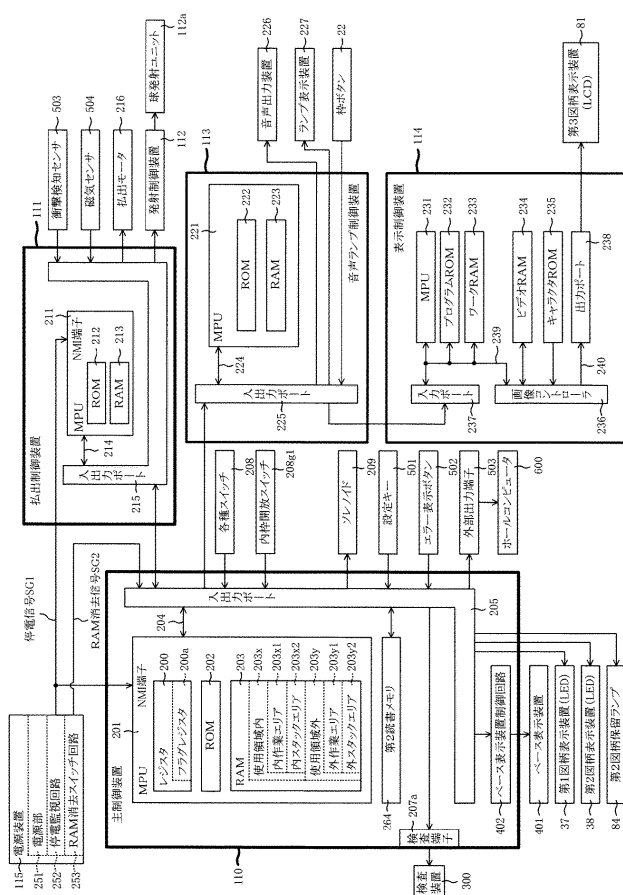 115
電源装置
251
電源部
252
停電監視回路
253
RAM消去スイッチ回路
停電信号SG1
RAM消去信号SG2
払出制御装置
111
211
NMI端子
MPU
ROM
212
RAM
213
214
入出力ポート
215
衝撃検知センサ
503
磁気センサ
504
払出モータ
216
発射制御装置
112
球発射ユニット
112a
113
音声ランプ制御装置
221
MPU
ROM
222
RAM
223
224
入出力ポート
225
音声出力装置
226
ランプ表示装置
227
枠ボタン
22
114
表示制御装置
MPU
231
プログラムROM
232
ワークRAM
233
ビデオRAM
234
キャラクタROM
235
出力ポート
238
239
240
入力ポート
237
画像コントローラ
236
第3図柄表示装置
(LCD)
81
主制御装置
110
201
NMI端子
MPU
レジスタ
200
フラグレジスタ
200a
ROM
202
RAM
203
使用領域内
203x
内作業エリア
203x1
内スタックエリア
203x2
使用領域外
203y
外作業エリア
203y1
外スタックエリア
203y2
204
入出力ポート
205
第2読書メモリ
264
207a
検査端子
検査装置
300
各種スイッチ
208
内枠開放スイッチ
208g1
ソレノイド
209
設定キー
501
エラー表示ボタン
502
外部出力端子
503
ホールコンピュータ
600
402
ベース表示装置制御回路
401
ベース表示装置
37
第1図柄表示装置(LED)
38
第2図柄表示装置(LED)
84
第2図柄保留ランプ